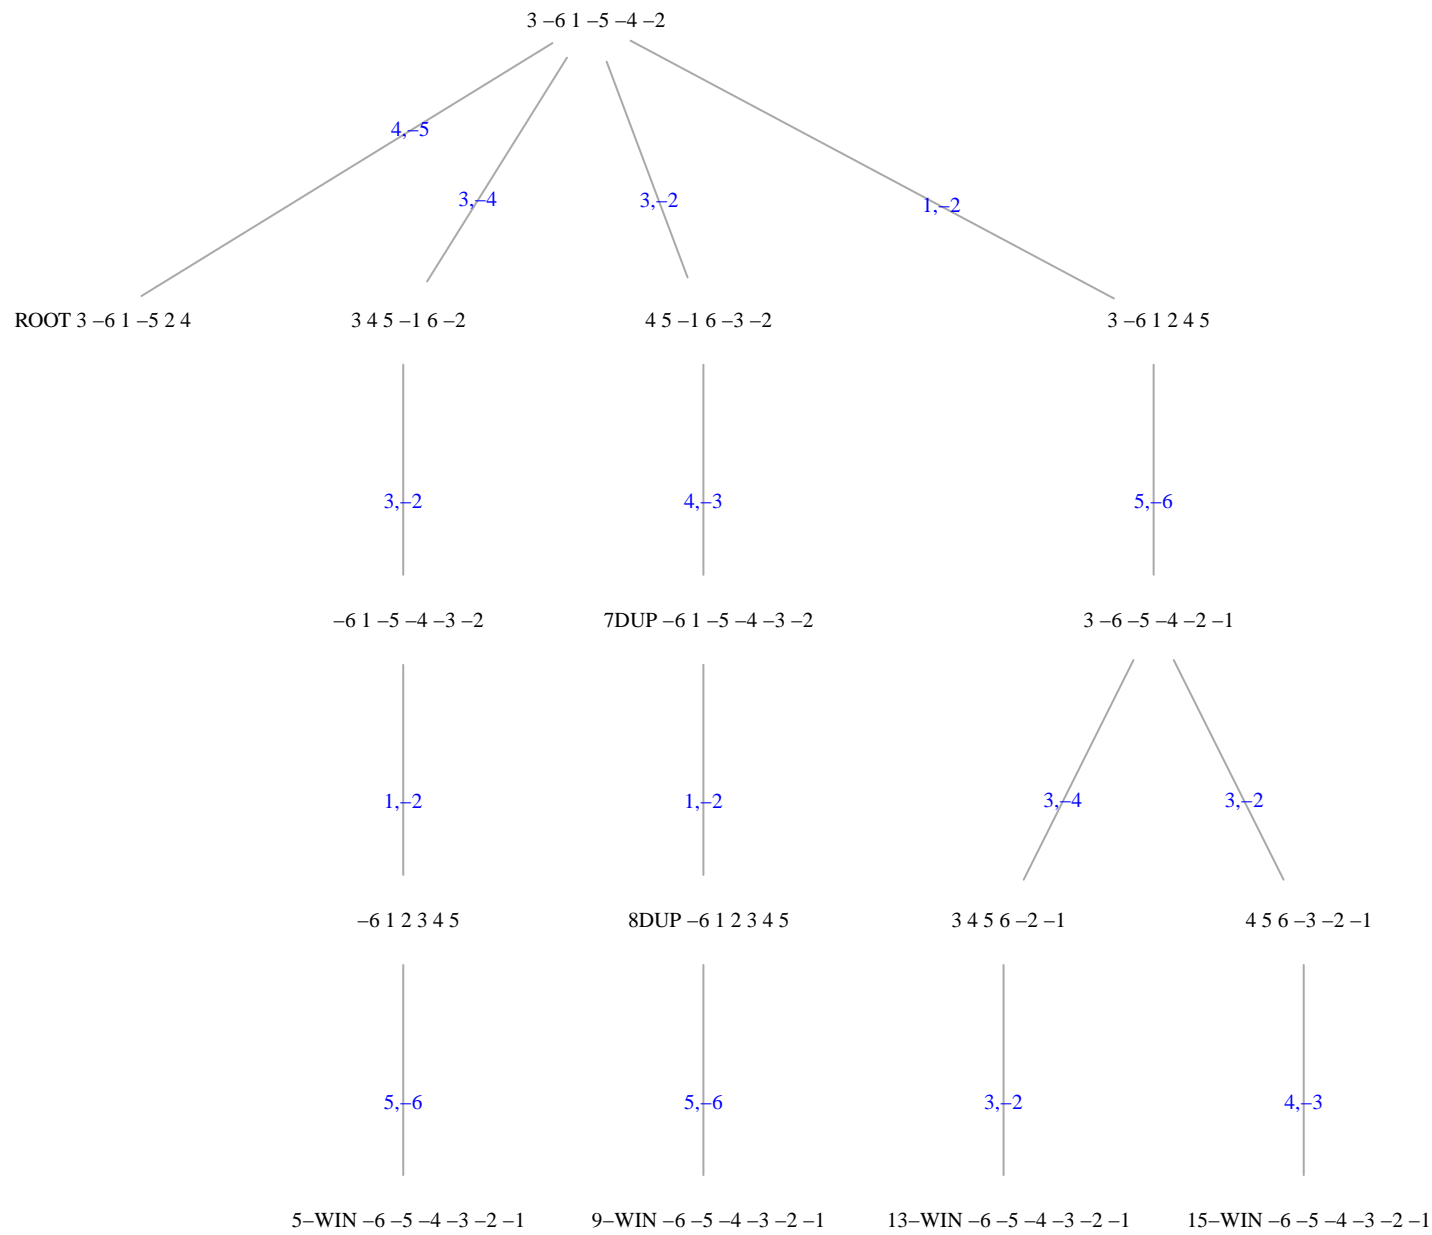 3 –6 1 –5 –4 –2
4,–5
3,–4
3,–2
1,–2
ROOT 3 –6 1 –5 2 4
3 4 5 –1 6 –2
4 5 –1 6 –3 –2
3 –6 1 2 4 5
3,–2
4,–3
5,–6
–6 1 –5 –4 –3 –2
7DUP –6 1 –5 –4 –3 –2
3 –6 –5 –4 –2 –1
1,–2
1,–2
3,–4
3,–2
–6 1 2 3 4 5
8DUP –6 1 2 3 4 5
3 4 5 6 –2 –1
4 5 6 –3 –2 –1
5,–6
5,–6
3,–2
4,–3
5–WIN –6 –5 –4 –3 –2 –1
9–WIN –6 –5 –4 –3 –2 –1
13–WIN –6 –5 –4 –3 –2 –1
15–WIN –6 –5 –4 –3 –2 –1